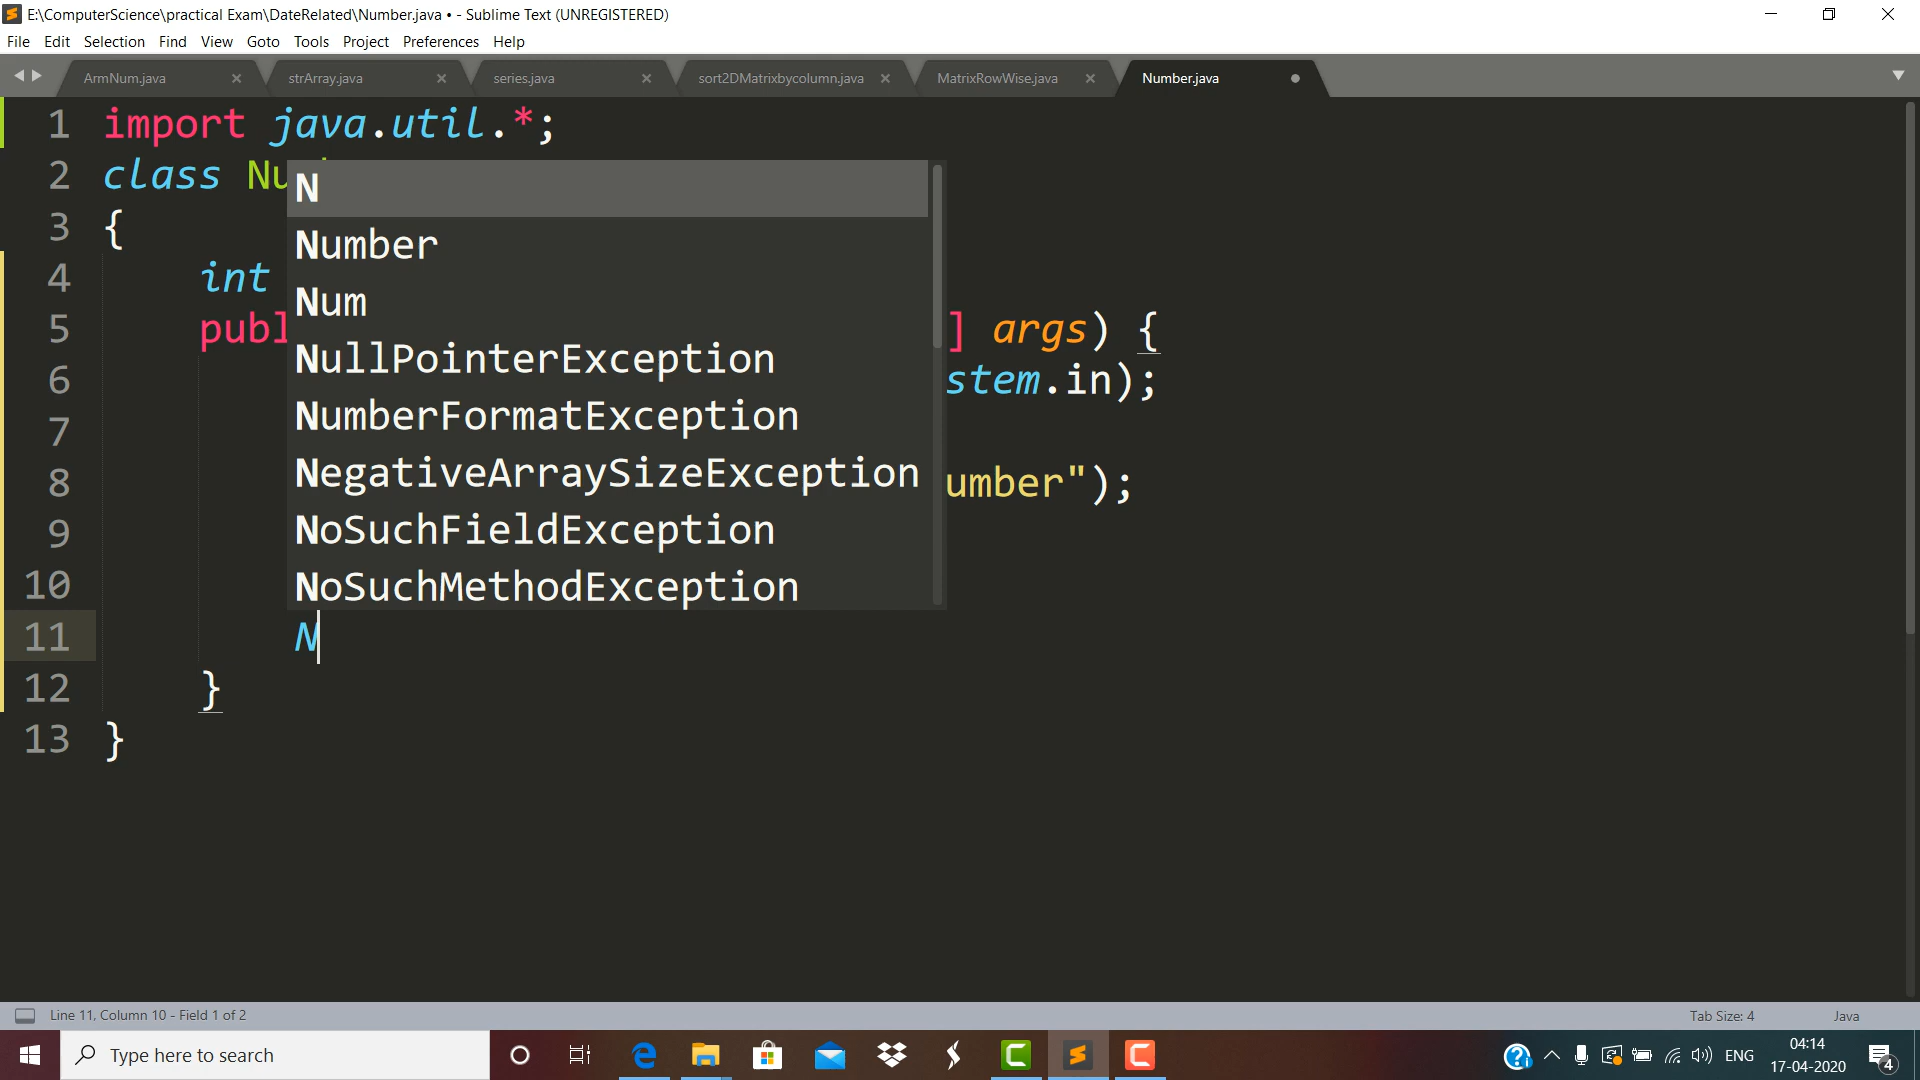 E:\ComputerScience\practical Exam\DateRelated\Number.java • - Sublime Text (UNREGISTERED)
File Edit Selection Find View Goto Tools Project Preferences Help
ArmNum.java × strArray.java × series.java × sort2DMatrixbycolumn.java × MatrixRowWise.java × Number.java
1 import java.util.*;
2 class Nu
N
3 {
Number
4 int
Num
5 publ ] args) {
NullPointerException
6 stem.in);
NumberFormatException
7
NegativeArraySizeException
8 umber");
9
NoSuchFieldException
10
NoSuchMethodException
11 N
12 }
13 }
Line 11, Column 10 - Field 1 of 2 Tab Size: 4 Java
Type here to search
ENG
04:14
17-04-2020
4